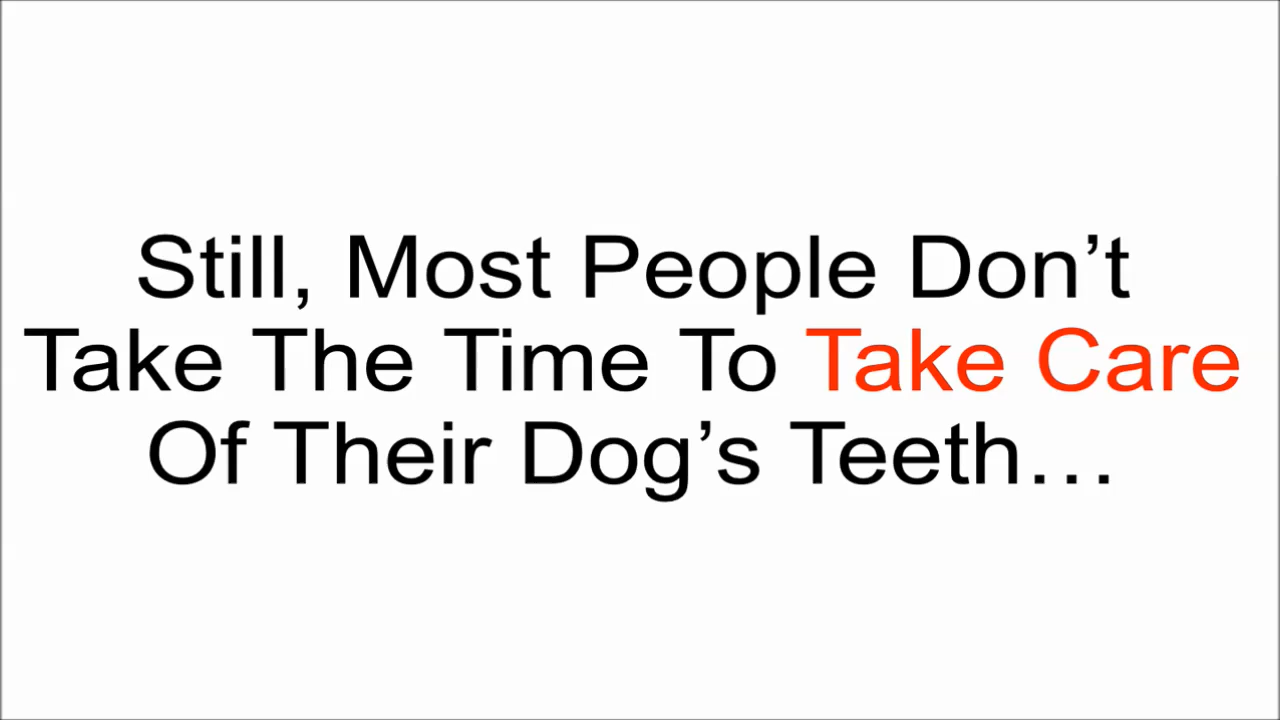 Still, Most People Don’t
Take The Time To Take Care
Of Their Dog’s Teeth…